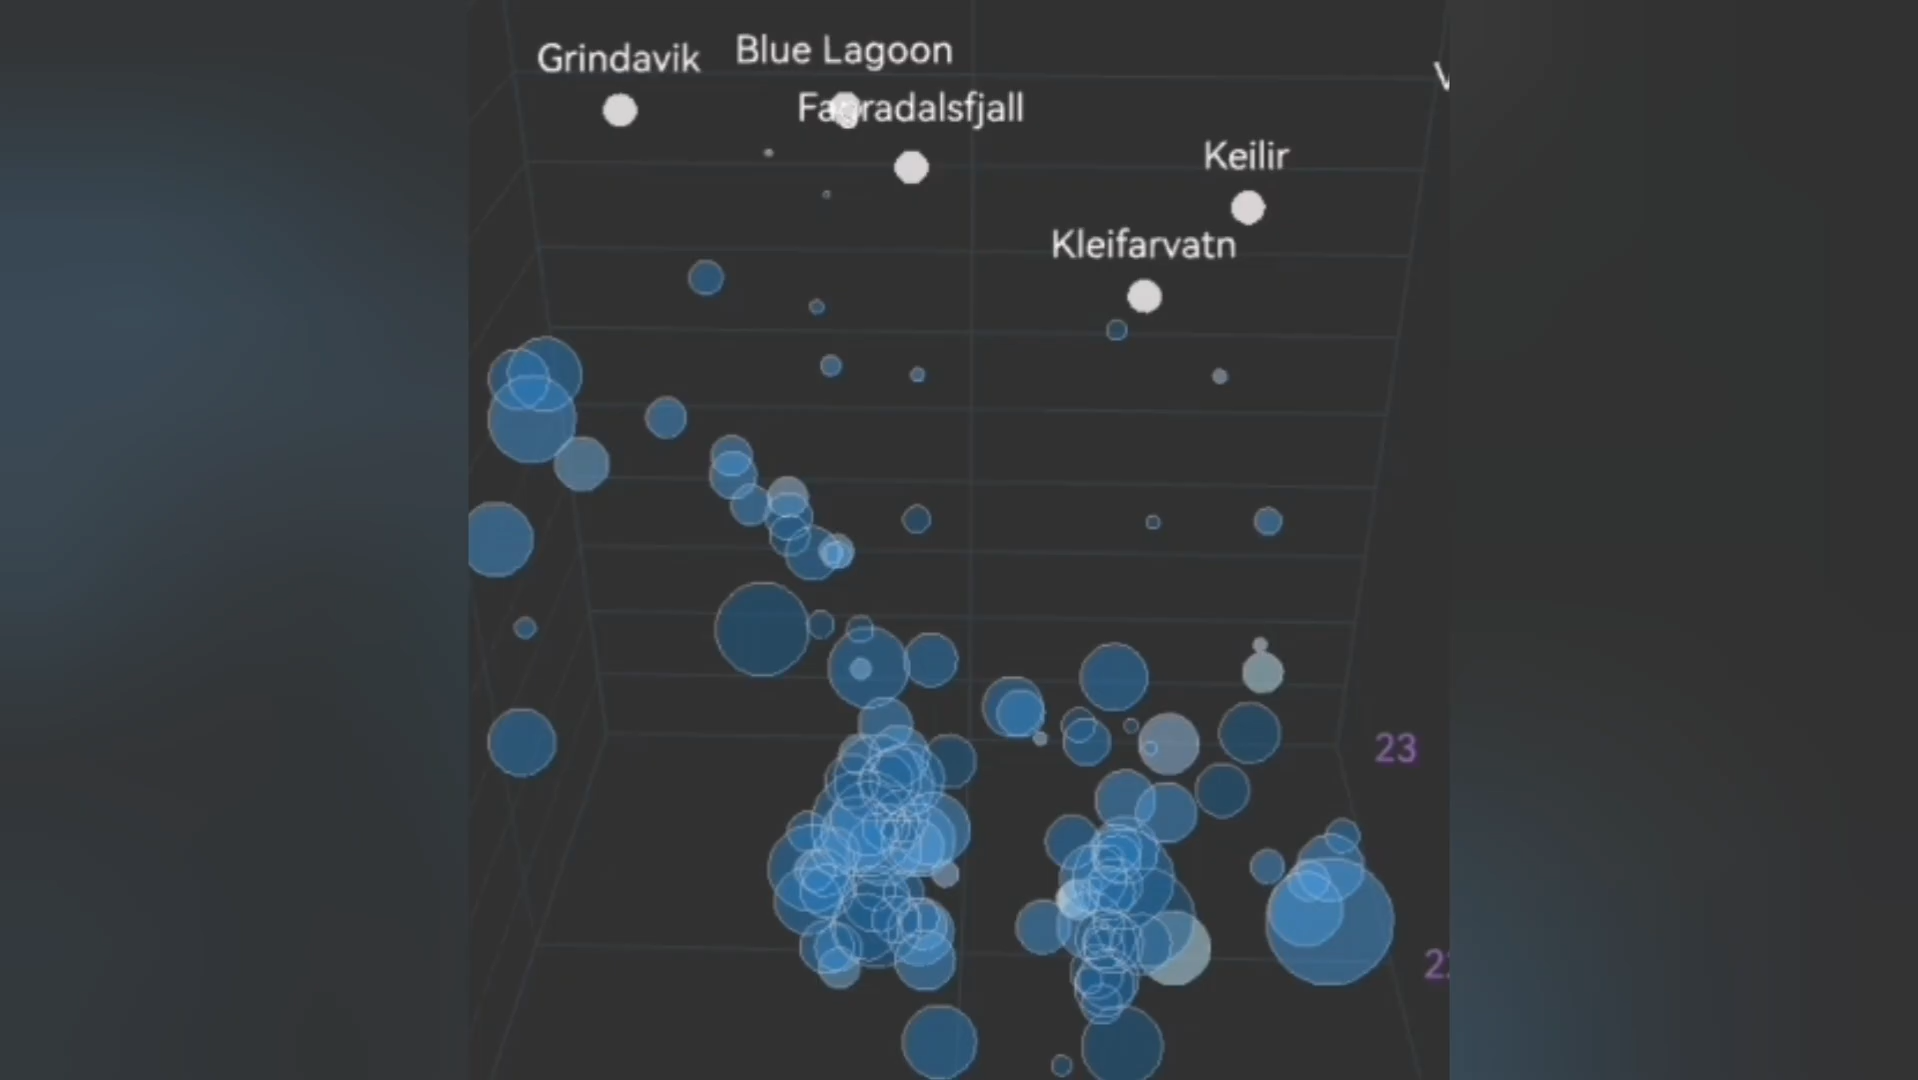 Grindavik
Blue Lagoon
Fagradalsfjall
Keilir
Kleifarvatn
23